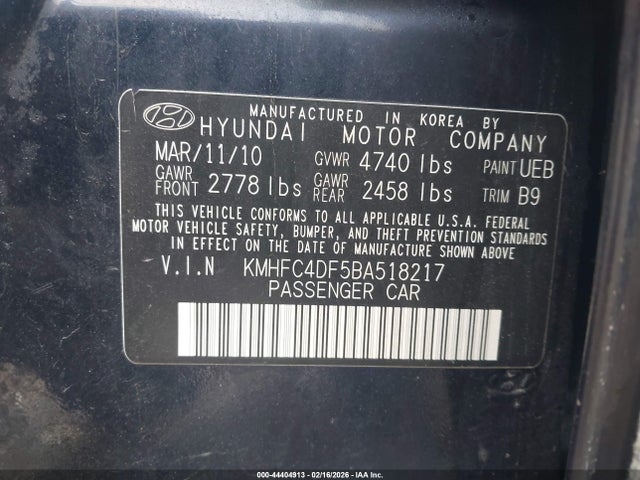 MANUFACTURED IN KOREA BY
HYUNDAI MOTOR COMPANY
MAR/11/10 GVWR 4740 lbs PAINT UEB
GAWR FRONT 2778 lbs GAWR REAR 2458 lbs TRIM B9
THIS VEHICLE CONFORMS TO ALL APPLICABLE U.S.A. FEDERAL
MOTOR VEHICLE SAFETY, BUMPER, AND THEFT PREVENTION STANDARDS
IN EFFECT ON THE DATE OF MANUFACTURE SHOWN ABOVE
V.I.N KMHFC4DF5BA518217
PASSENGER CAR
000-44404913 - 02/16/2026 - IAA Inc.